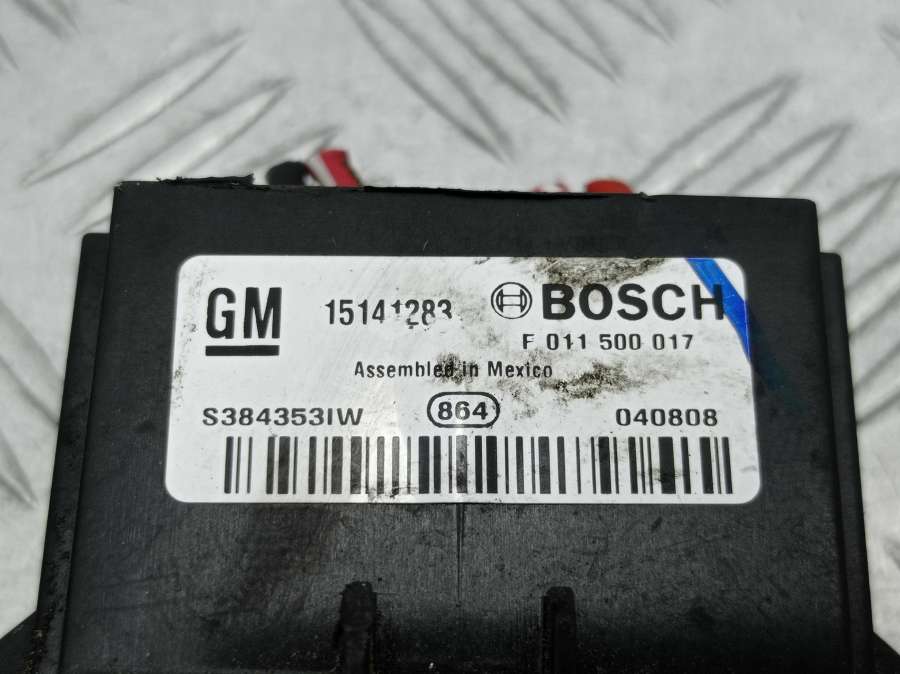 GM 15141283 BOSCH
F 011 500 017
Assembled in Mexico
S384353IW 864 040808